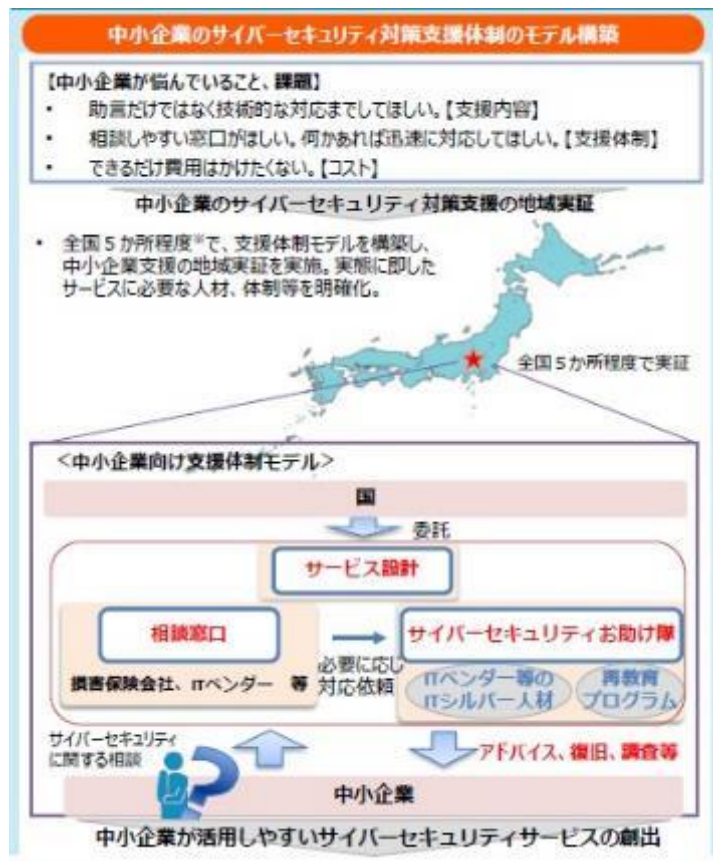 中小企業のサイバーセキュリティ対策支援体制のモデル構築
【中小企業が悩んでいること、課題】
・ 助言だけではなく技術的な対応までしてほしい。【支援内容】
・ 相談しやすい窓口がほしい。何かあれば迅速に対応してほしい。【支援体制】
・ できるだけ費用はかけたくない。【コスト】
中小企業のサイバーセキュリティ対策支援の地域実証
・ 全国５か所程度※で、支援体制モデルを構築し、
中小企業支援の地域実証を実施。実態に即した
サービスに必要な人材、体制等を明確化。
全国５か所程度で実証
＜中小企業向け支援体制モデル＞
国
委託
サービス設計
相談窓口
損害保険会社、ITベンダー 等
必要に応じ
対応依頼
サイバーセキュリティお助け隊
ITベンダー等の
ITシルバー人材
再教育
プログラム
サイバーセキュリティ
に関する相談
アドバイス、復旧、調査等
中小企業
中小企業が活用しやすいサイバーセキュリティサービスの創出